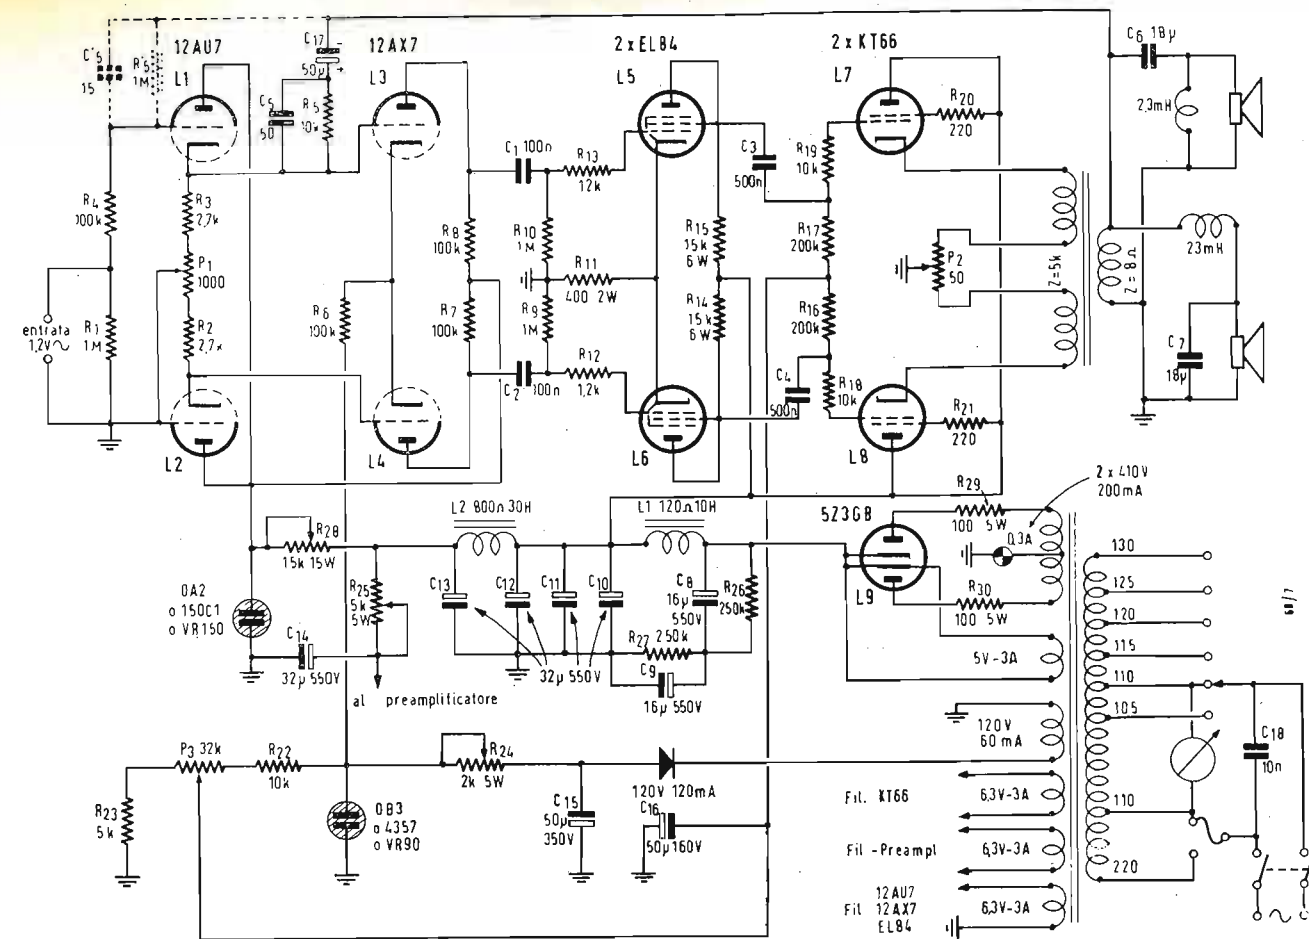 12AU7
L1
C'5
15
R'5
1M
C17
50µ
C5
50
R5
10k
12AX7
L3
2xEL84
L5
2xKT66
L7
R20
220
C6 18µ
2,3mH
C1 100n
R13
1,2k
C3
500n
R19
10k
R4
R3
2,7k
R8
100k
R10
1M
R15
15k
6W
R17
200k
P1
1000
R11
400 2W
P2
50
Z=5k
Z=8Ω
23mH
entrata
1,2V~
R1
1M
R2
2,7k
R6
100k
R7
100k
R9
1M
R14
15k
6W
R16
200k
R12
1,2k
C2
100n
C4
500n
R18
10k
C7
18µ
L2
L4
L6
L8
R21
220
R28
15k 15W
L2 800Ω 30H
L1 120Ω 10H
5Z3GB
L9
R29
100 5W
2x410V
200mA
0,3A
R30
100 5W
OA2
o 150C1
o VR150
R25
5k
5W
C13
C12
C11
C10
C8
16µ
550V
R26
250k
R27
250k
C9
16µ 550V
C14
32µ 550V
32µ 550V
al preamplificatore
5V-3A
130
125
120
115
110
105
110
220
C18
10n
68/7
120V
60mA
P3 32k
R22
10k
R23
5k
R24
2k 5W
120V 120mA
OB3
o 4357
o VR90
C15
50µ
350V
C16
50µ 160V
Fil. KT66
6,3V-3A
Fil-Preampl
6,3V-3A
12AU7
Fil 12AX7
EL84
6,3V-3A